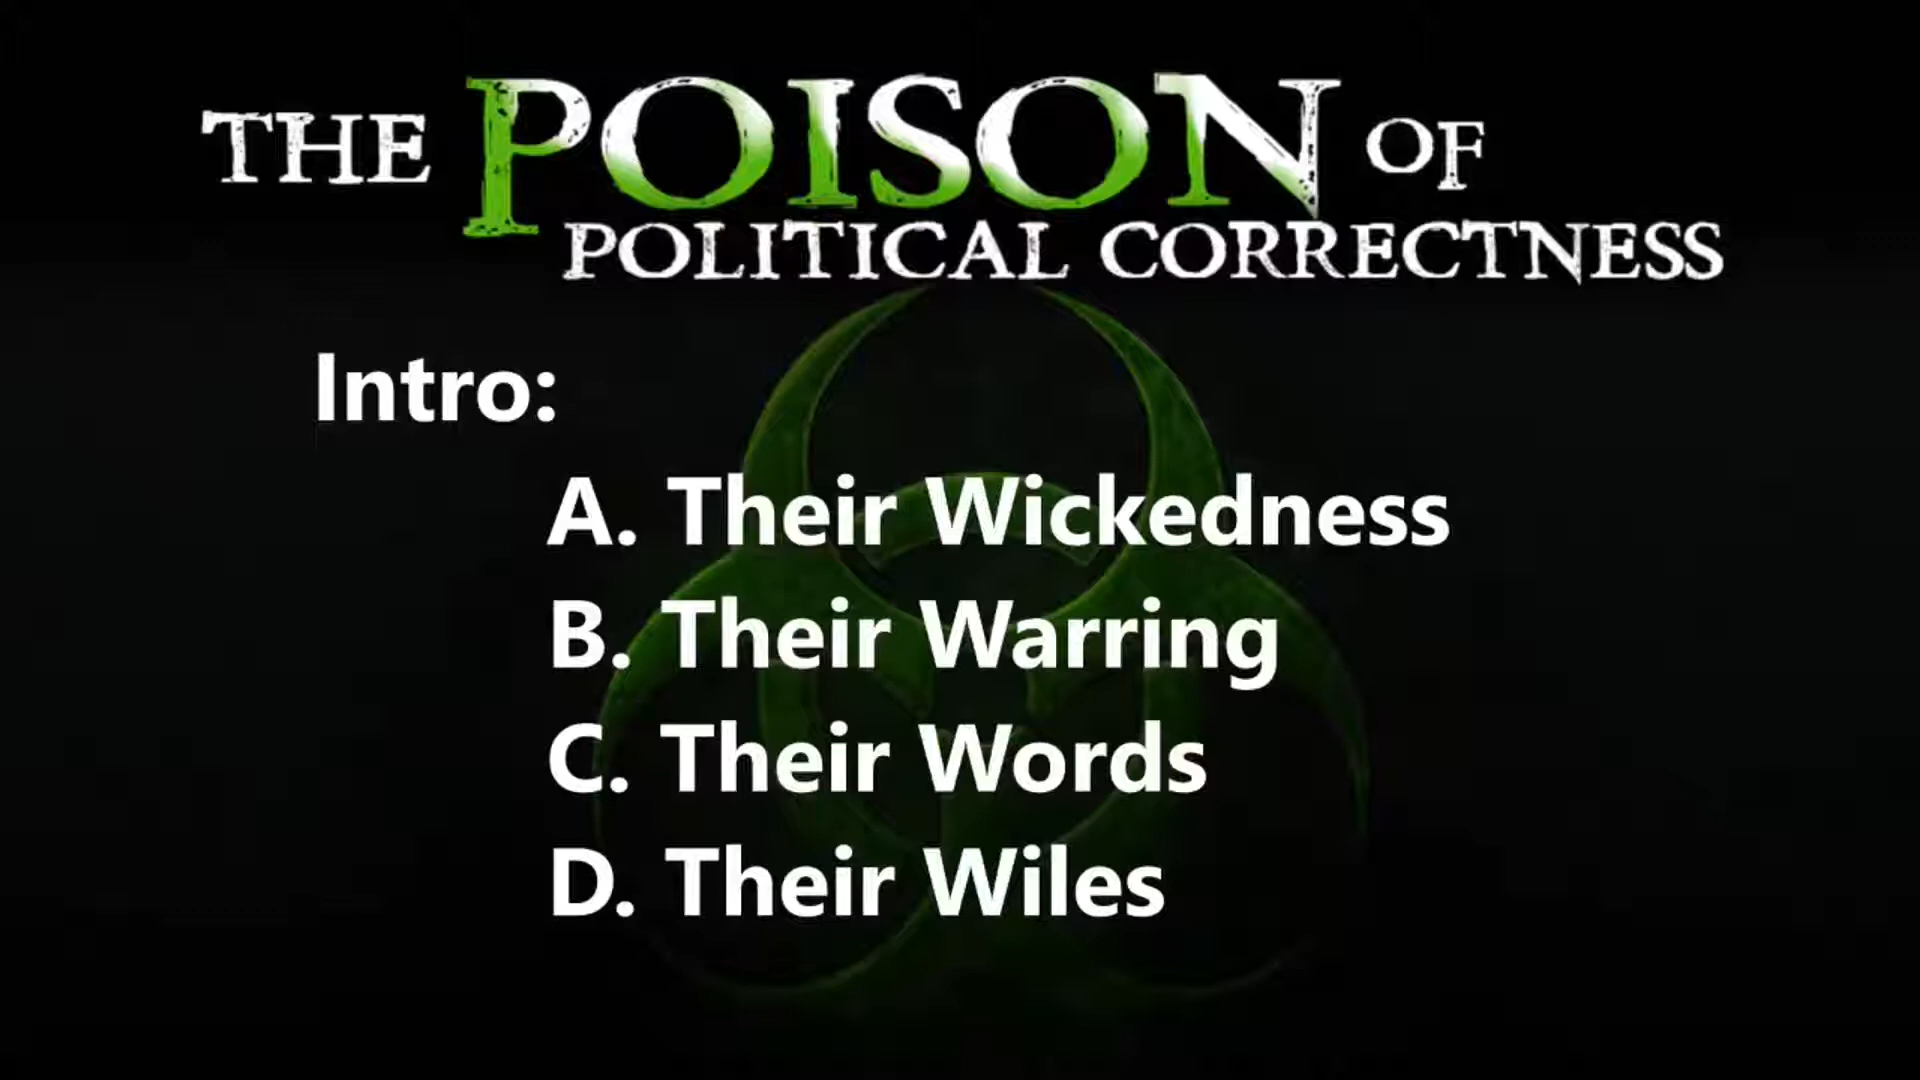 THE POISON OF
POLITICAL CORRECTNESS
Intro:
A. Their Wickedness
B. Their Warring
C. Their Words
D. Their Wiles